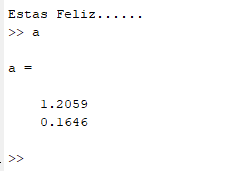 Estas Feliz......
>> a
a =
1.2059
0.1646
>>